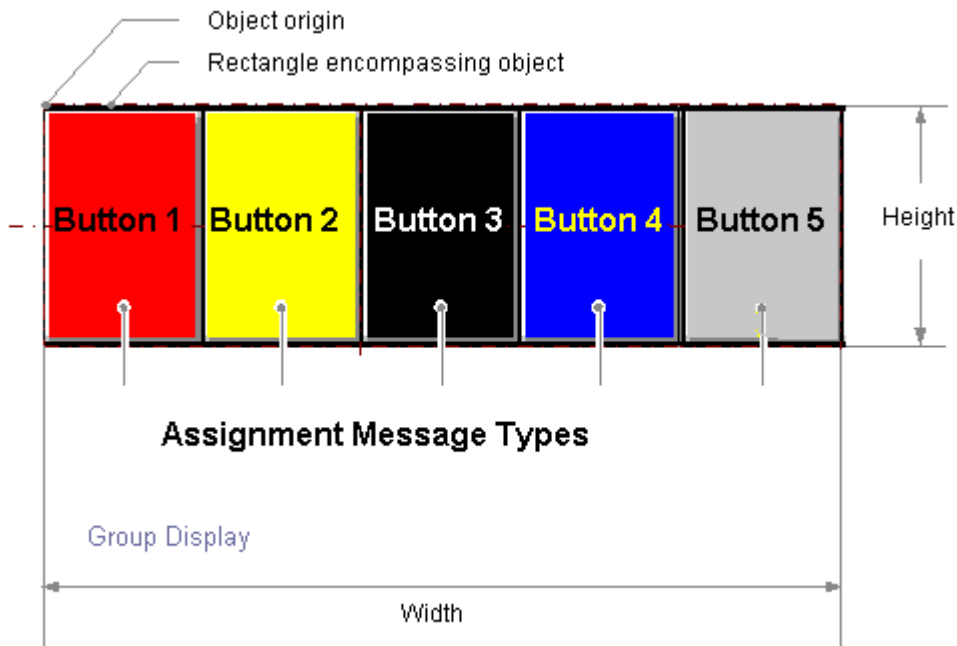 Object origin
Rectangle encompassing object
Button 1 Button 2 Button 3 Button 4 Button 5
Height
Assignment Message Types
Group Display
Width